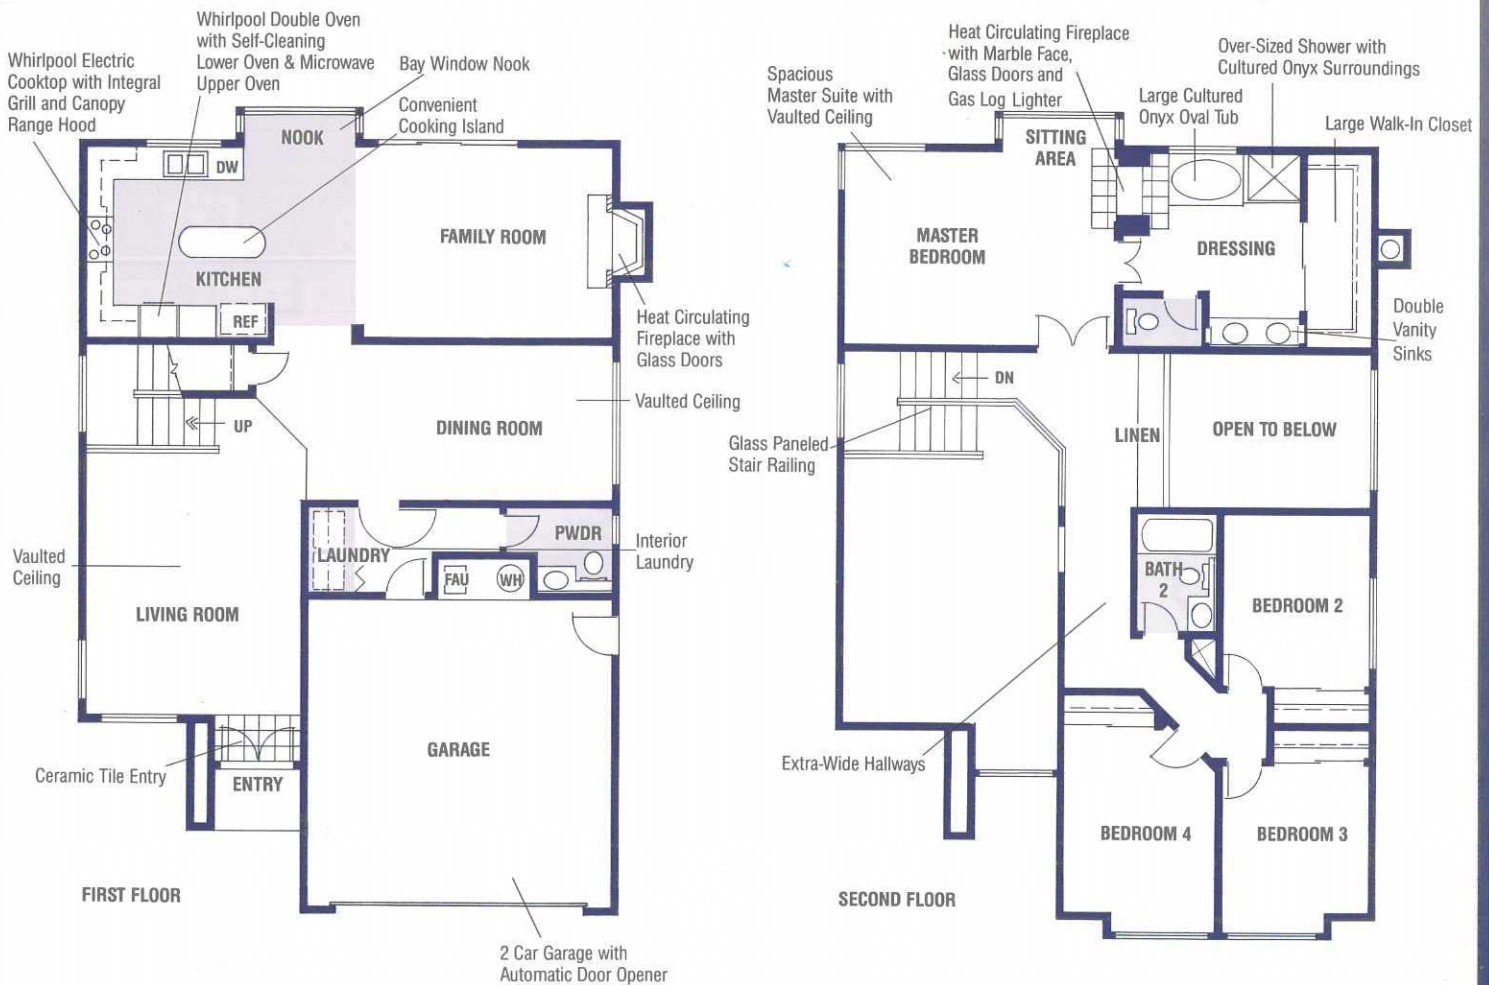 Whirlpool Electric
Cooktop with Integral
Grill and Canopy
Range Hood
Whirlpool Double Oven
with Self-Cleaning
Lower Oven & Microwave
Upper Oven
Bay Window Nook
Convenient
Cooking Island
NOOK
DW
FAMILY ROOM
KITCHEN
REF
Heat Circulating
Fireplace with
Glass Doors
UP
DINING ROOM
Vaulted Ceiling
Vaulted
Ceiling
LAUNDRY
PWDR
Interior
Laundry
FAU
WH
LIVING ROOM
GARAGE
Ceramic Tile Entry
ENTRY
FIRST FLOOR
2 Car Garage with
Automatic Door Opener
Spacious
Master Suite with
Vaulted Ceiling
Heat Circulating Fireplace
with Marble Face,
Glass Doors and
Gas Log Lighter
Large Cultured
Onyx Oval Tub
Over-Sized Shower with
Cultured Onyx Surroundings
Large Walk-In Closet
SITTING
AREA
MASTER
BEDROOM
DRESSING
Double
Vanity
Sinks
DN
Glass Paneled
Stair Railing
LINEN
OPEN TO BELOW
BATH
2
BEDROOM 2
Extra-Wide Hallways
BEDROOM 4
BEDROOM 3
SECOND FLOOR